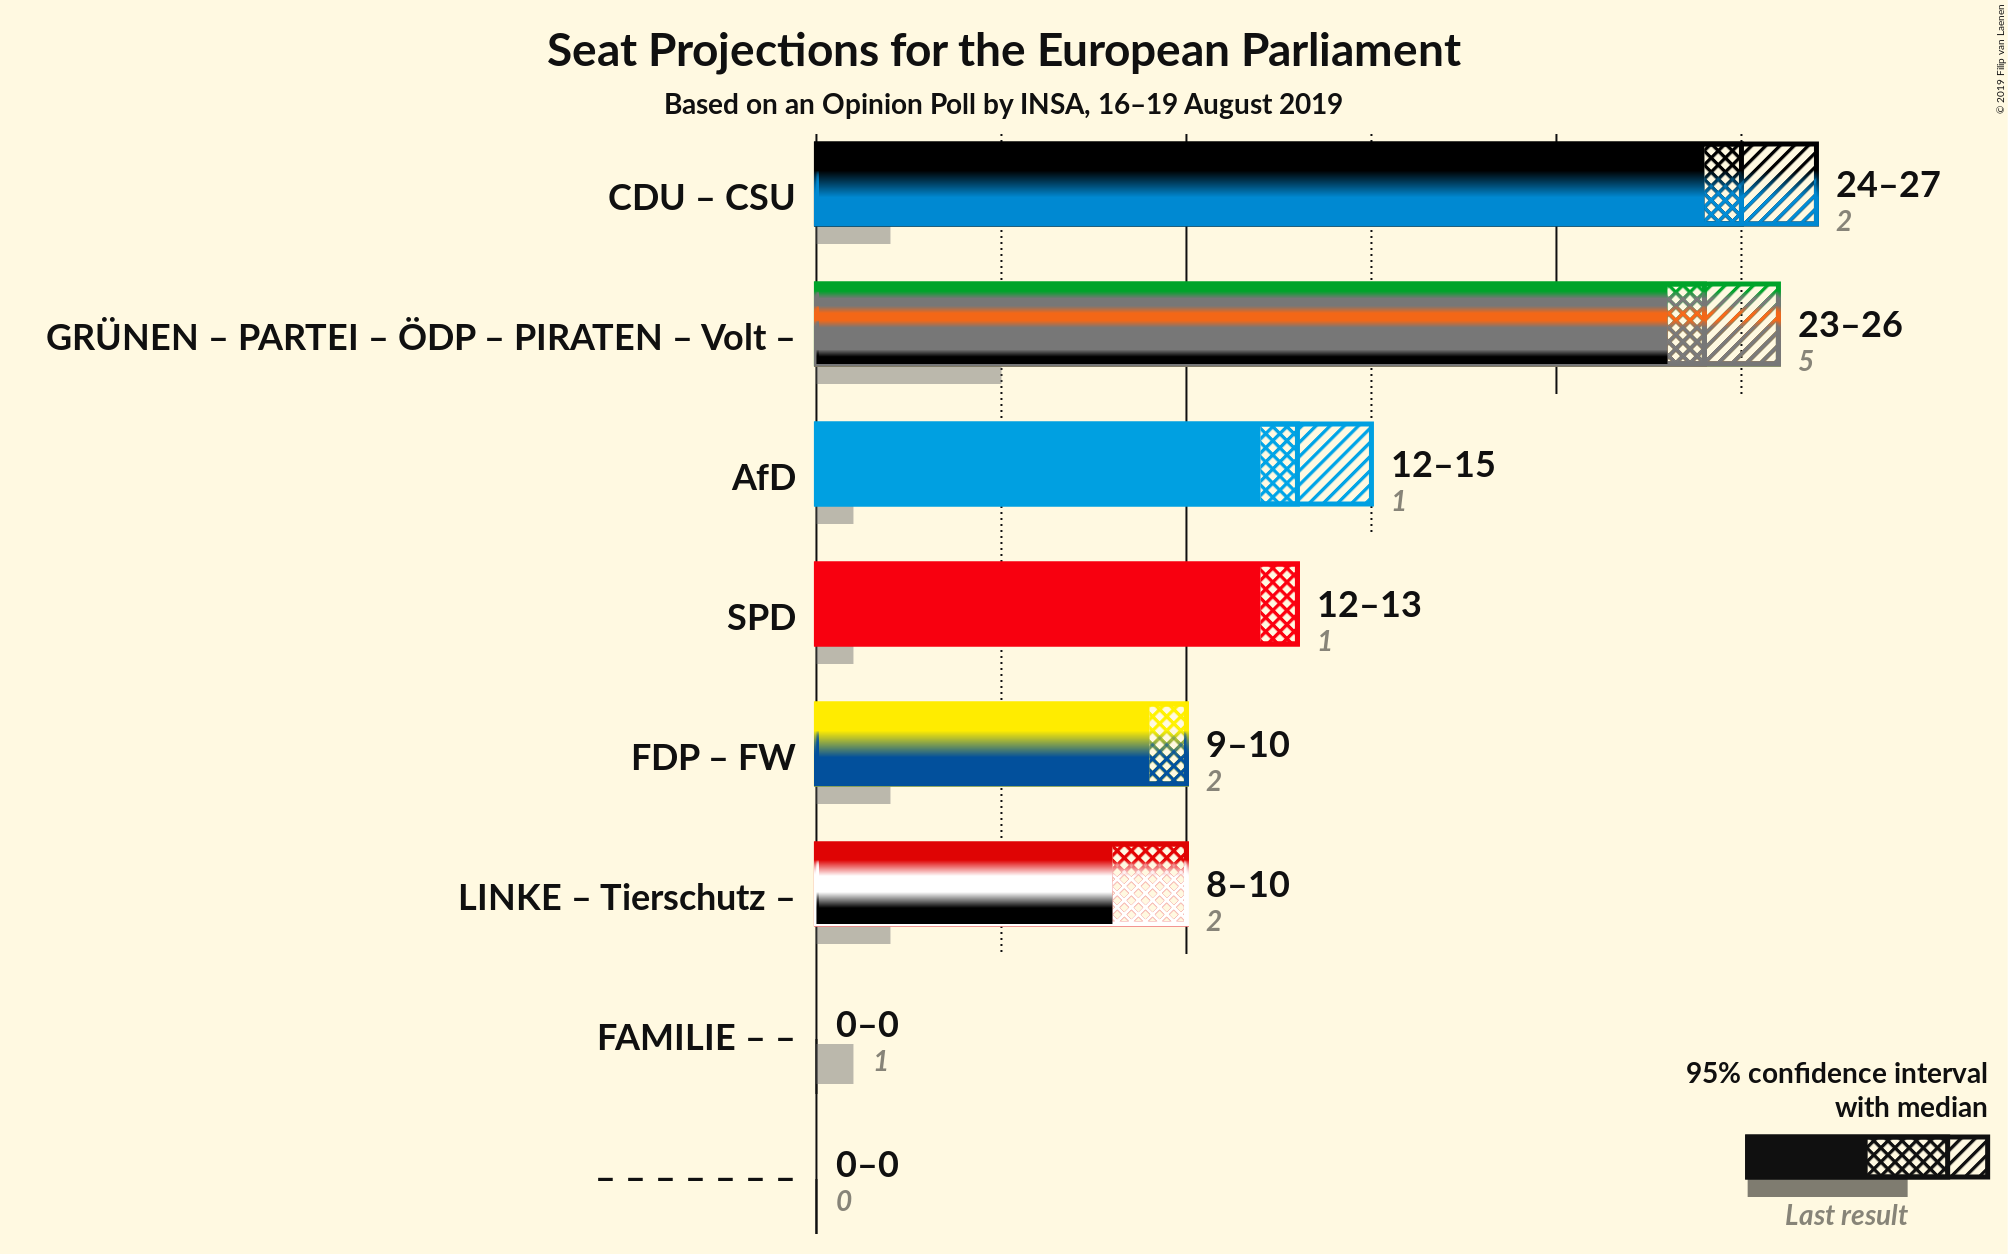 Seat Projections for the European Parliament
Based on an Opinion Poll by INSA, 16–19 August 2019
© 2019 Filip van Laenen
CDU – CSU
24–27
2
GRÜNEN – PARTEI – ÖDP – PIRATEN – Volt –
23–26
5
AfD
12–15
1
SPD
12–13
1
FDP – FW
9–10
2
LINKE – Tierschutz –
8–10
2
FAMILIE – –
0–0
1
– – – – – – –
0–0
0
95% confidence interval
with median
Last result